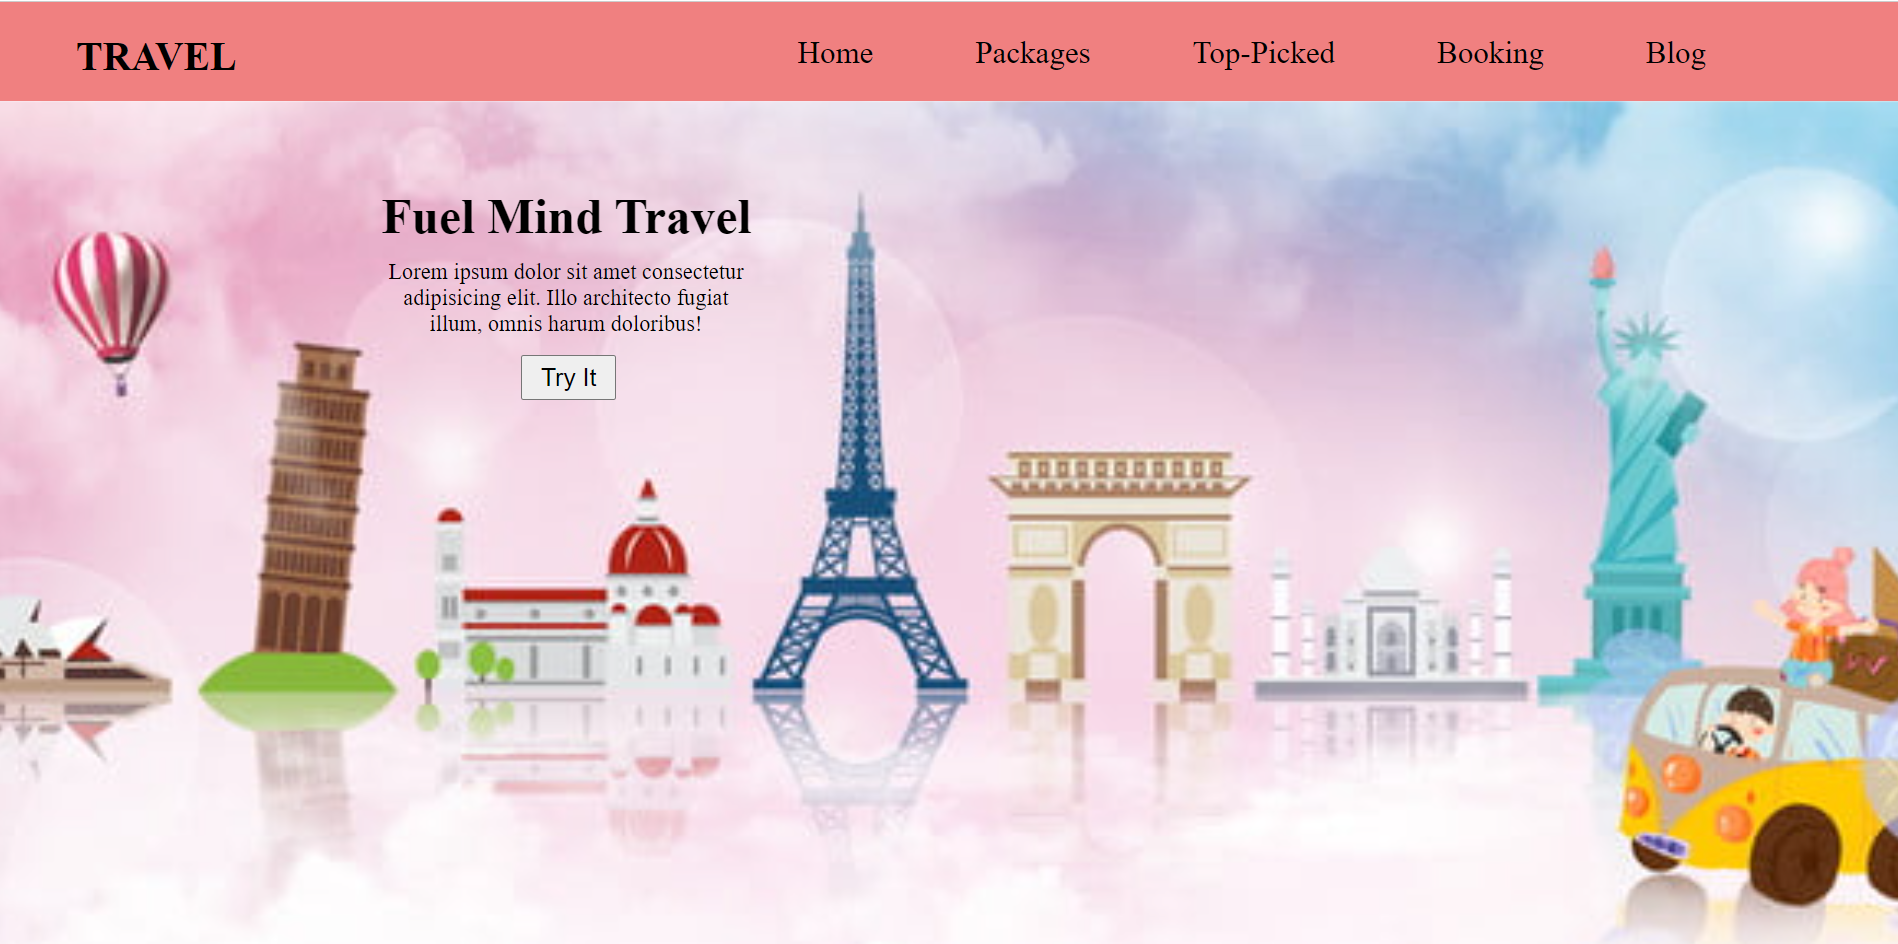 TRAVEL
Home Packages Top-Picked Booking Blog
Fuel Mind Travel
Lorem ipsum dolor sit amet consectetur
adipisicing elit. Illo architecto fugiat
illum, omnis harum doloribus!
Try It